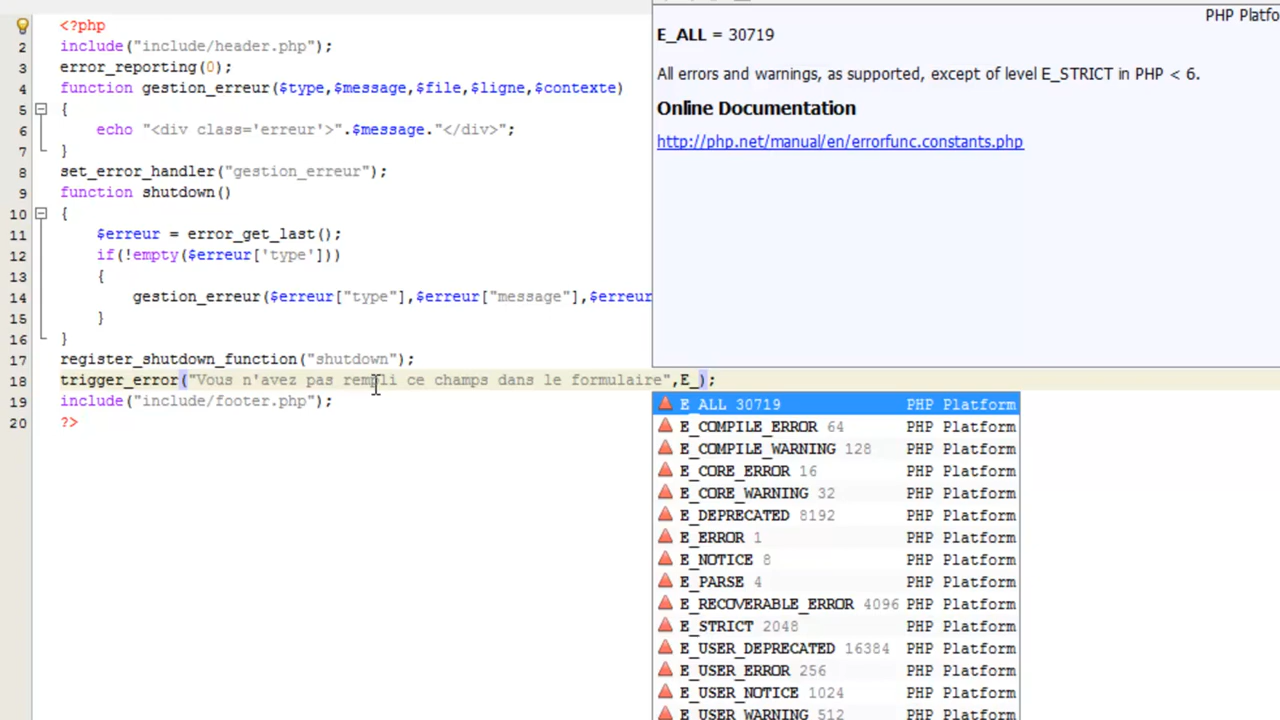 <?php
2 include("include/header.php");
3 error_reporting(0);
4 function gestion_erreur($type,$message,$file,$ligne,$contexte)
5 {
6 echo "<div class='erreur'>".$message."</div>";
7 }
8 set_error_handler("gestion_erreur");
9 function shutdown()
10 {
11 $erreur = error_get_last();
12 if(!empty($erreur['type']))
13 {
14 gestion_erreur($erreur["type"],$erreur["message"],$erreur
15 }
16 }
17 register_shutdown_function("shutdown");
18 trigger_error("Vous n'avez pas rempli ce champs dans le formulaire",E_);
19 include("include/footer.php");
20 ?>
PHP Platfo
E_ALL = 30719
All errors and warnings, as supported, except of level E_STRICT in PHP < 6.
Online Documentation
http://php.net/manual/en/errorfunc.constants.php
E_ALL 30719 PHP Platform
E_COMPILE_ERROR 64 PHP Platform
E_COMPILE_WARNING 128 PHP Platform
E_CORE_ERROR 16 PHP Platform
E_CORE_WARNING 32 PHP Platform
E_DEPRECATED 8192 PHP Platform
E_ERROR 1 PHP Platform
E_NOTICE 8 PHP Platform
E_PARSE 4 PHP Platform
E_RECOVERABLE_ERROR 4096 PHP Platform
E_STRICT 2048 PHP Platform
E_USER_DEPRECATED 16384 PHP Platform
E_USER_ERROR 256 PHP Platform
E_USER_NOTICE 1024 PHP Platform
E_USER_WARNING 512 PHP Platform